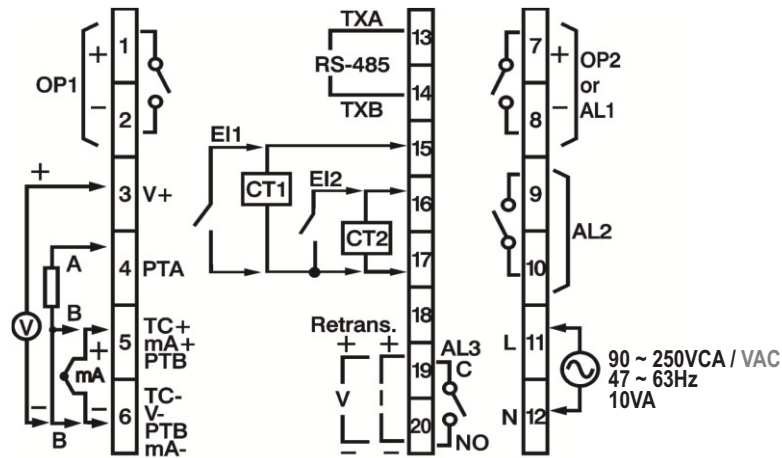 OP1
+
−
1
2
3
4
5
6
V+
PTA
TC+
mA+
PTB
TC-
V-
PTB
mA-
+
V
−
A
B
B
+
mA
−
TXA
RS-485
TXB
EI1
CT1
EI2
CT2
13
14
15
16
17
18
19
20
Retrans.
+ +
V I
− −
AL3
C
NO
7
8
9
10
11
12
+
−
OP2
or
AL1
AL2
L
N
90 ~ 250VCA / VAC
47 ~ 63Hz
10VA